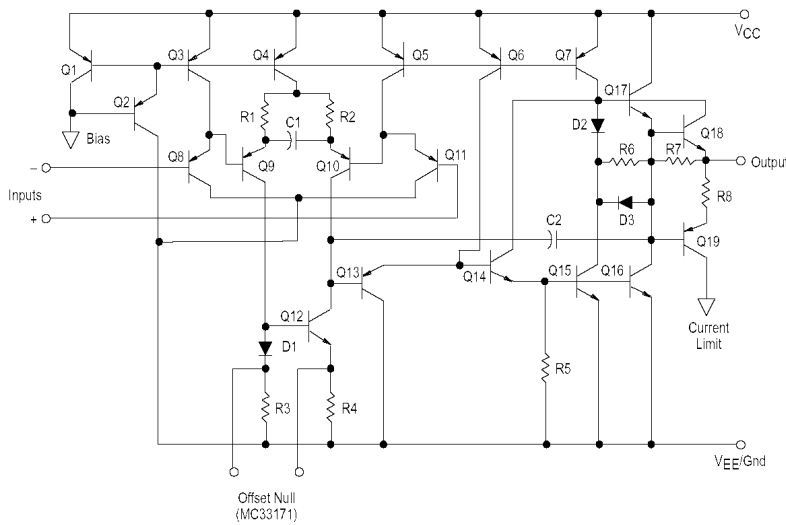 VCC
Q1
Q3
Q4
Q5
Q6
Q7
Q2
Q17
R1
C1
R2
D2
Q18
Bias
Q8
Q9
Q10
Q11
R6
R7
Output
−
Inputs
+
R8
D3
C2
Q19
Q13
Q14
Q15
Q16
Q12
D1
Current
Limit
R5
R3
R4
VEE/Gnd
Offset Null
(MC33171)